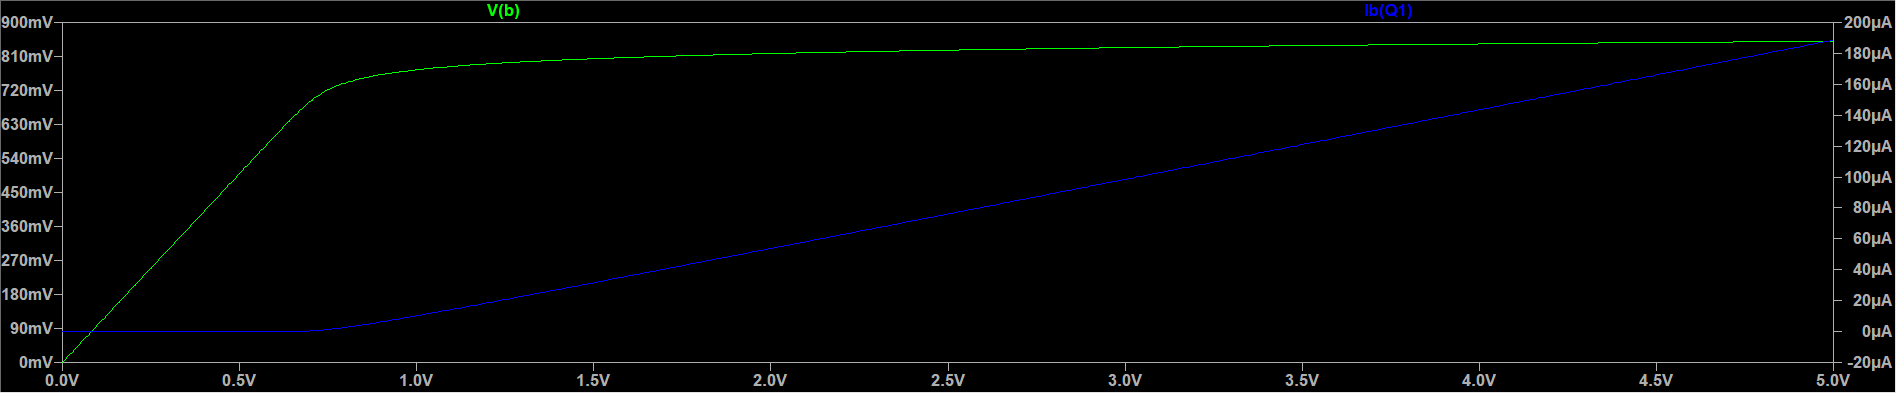 V(b) Ib(Q1)
900mV 200µA
810mV 180µA
720mV 160µA
630mV 140µA
540mV 120µA
450mV 100µA
360mV 80µA
270mV 60µA
180mV 40µA
90mV 20µA
0mV 0µA
-20µA
0.0V 0.5V 1.0V 1.5V 2.0V 2.5V 3.0V 3.5V 4.0V 4.5V 5.0V